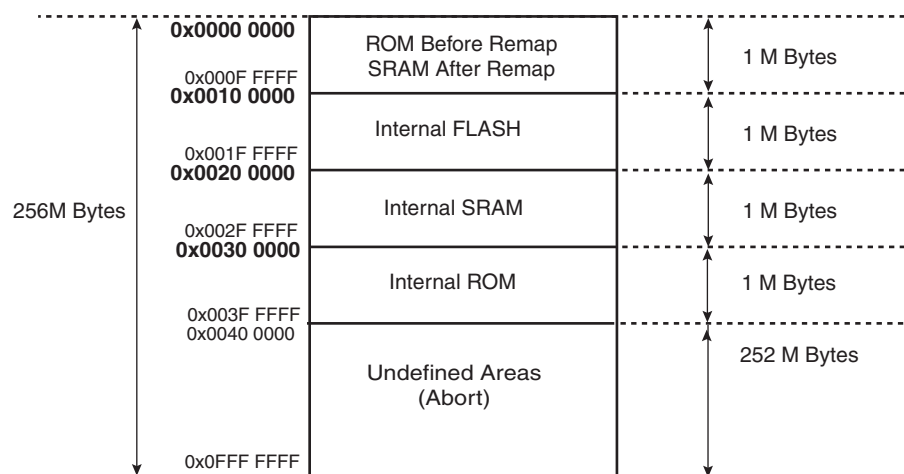 0x0000 0000
ROM Before Remap
SRAM After Remap
1 M Bytes
0x000F FFFF
0x0010 0000
Internal FLASH
1 M Bytes
0x001F FFFF
0x0020 0000
256M Bytes
Internal SRAM
1 M Bytes
0x002F FFFF
0x0030 0000
Internal ROM
1 M Bytes
0x003F FFFF
0x0040 0000
252 M Bytes
Undefined Areas
(Abort)
0x0FFF FFFF